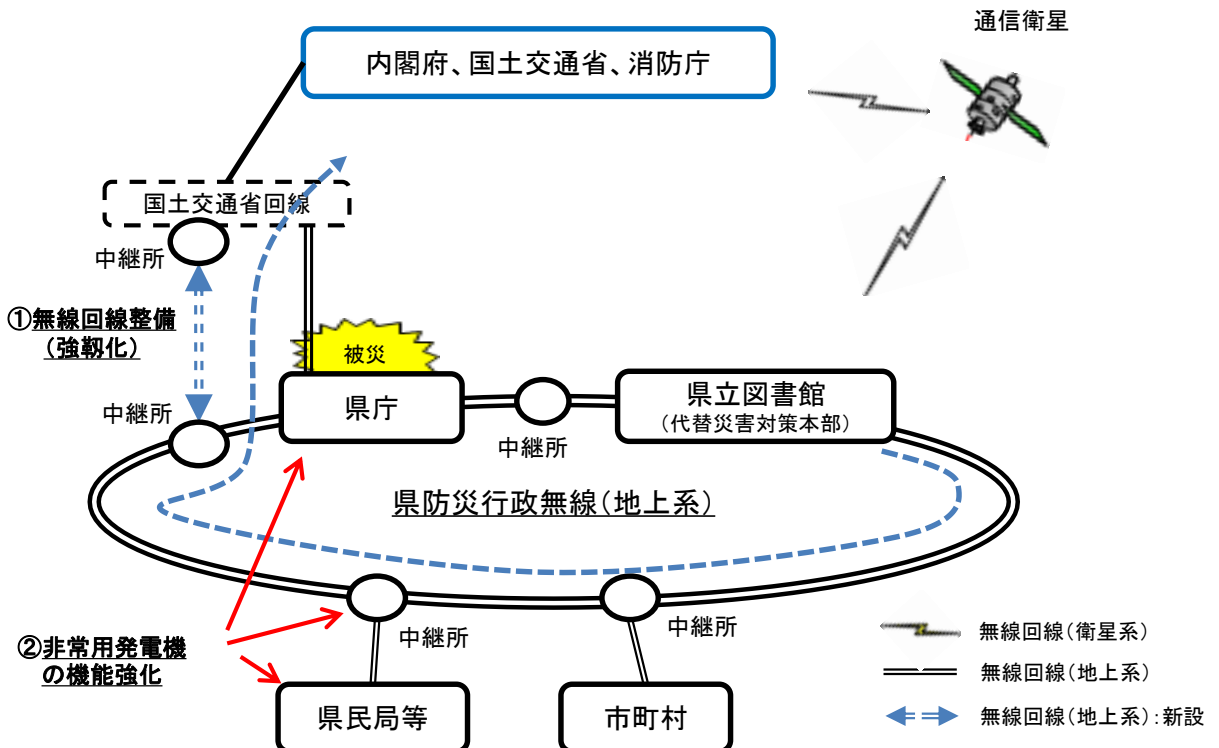 通信衛星
内閣府、国土交通省、消防庁
国土交通省回線
中継所
①無線回線整備
(強靭化)
被災
県庁
県立図書館
(代替災害対策本部)
中継所
中継所
県防災行政無線(地上系)
②非常用発電機
の機能強化
中継所
中継所
県民局等
市町村
無線回線(衛星系)
無線回線(地上系)
無線回線(地上系):新設